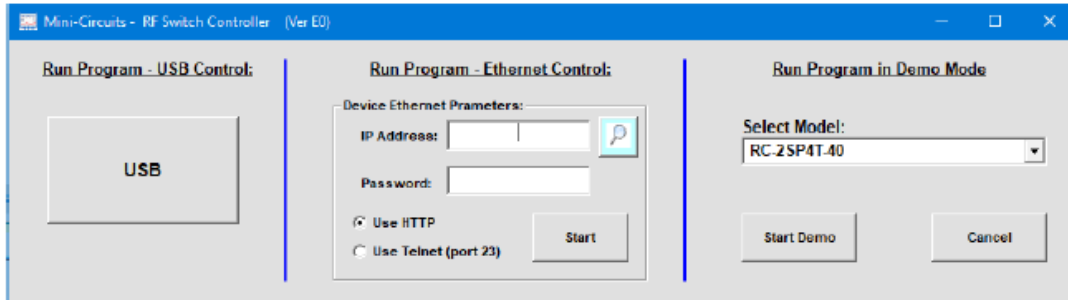 Mini-Circuits - RF Switch Controller (Ver E0)
Run Program - USB Control:
USB
Run Program - Ethernet Control:
Device Ethernet Prameters:
IP Address:
Password:
Use HTTP
Use Telnet (port 23)
Start
Run Program in Demo Mode
Select Model:
RC-2SP4T-40
Start Demo
Cancel